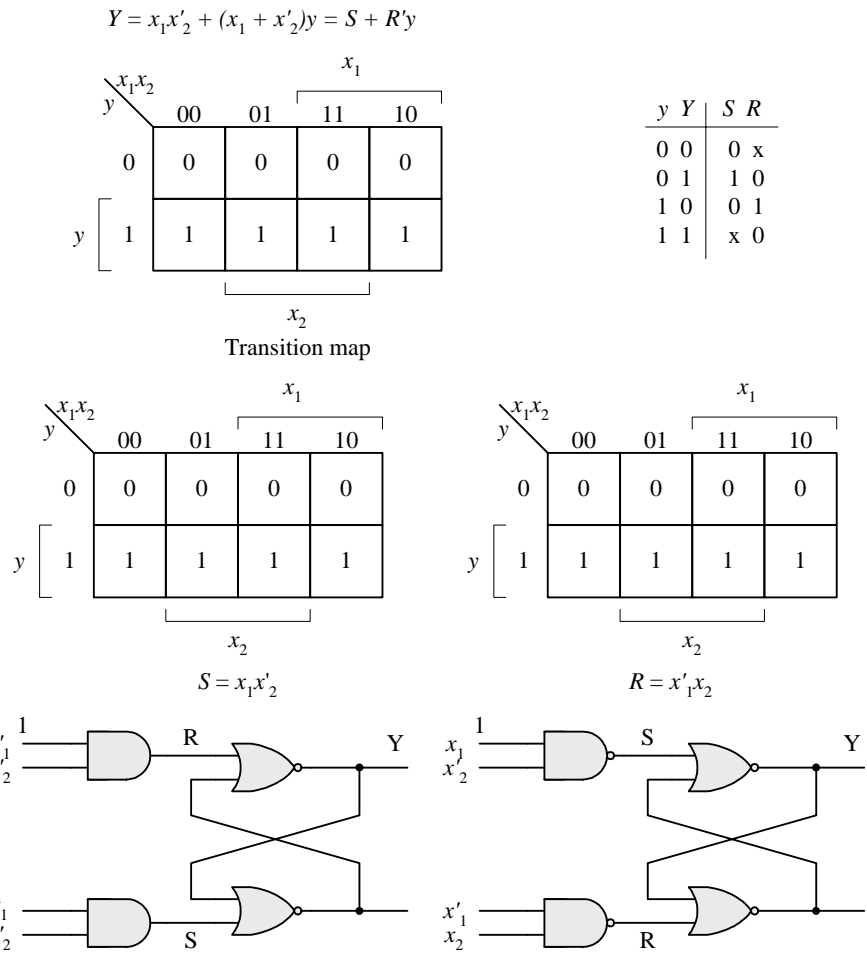 Y = x₁x′₂ + (x₁ + x′₂)y = S + R′y
x₁
x₁x₂
y
00 01 11 10
0 0 0 0 0
y 1 1 1 1 1
x₂
Transition map
y Y S R
0 0 0 x
0 1 1 0
1 0 0 1
1 1 x 0
x₁
x₁x₂
y
00 01 11 10
0 0 0 0 0
y 1 1 1 1 1
x₂
S = x₁x'₂
x₁
x₁x₂
y
00 01 11 10
0 0 0 0 0
y 1 1 1 1 1
x₂
R = x′₁x₂
1
′₁
′₂
R
Y
₁
′₂
S
1
x₁
x′₂
S
Y
x′₁
x₂
R